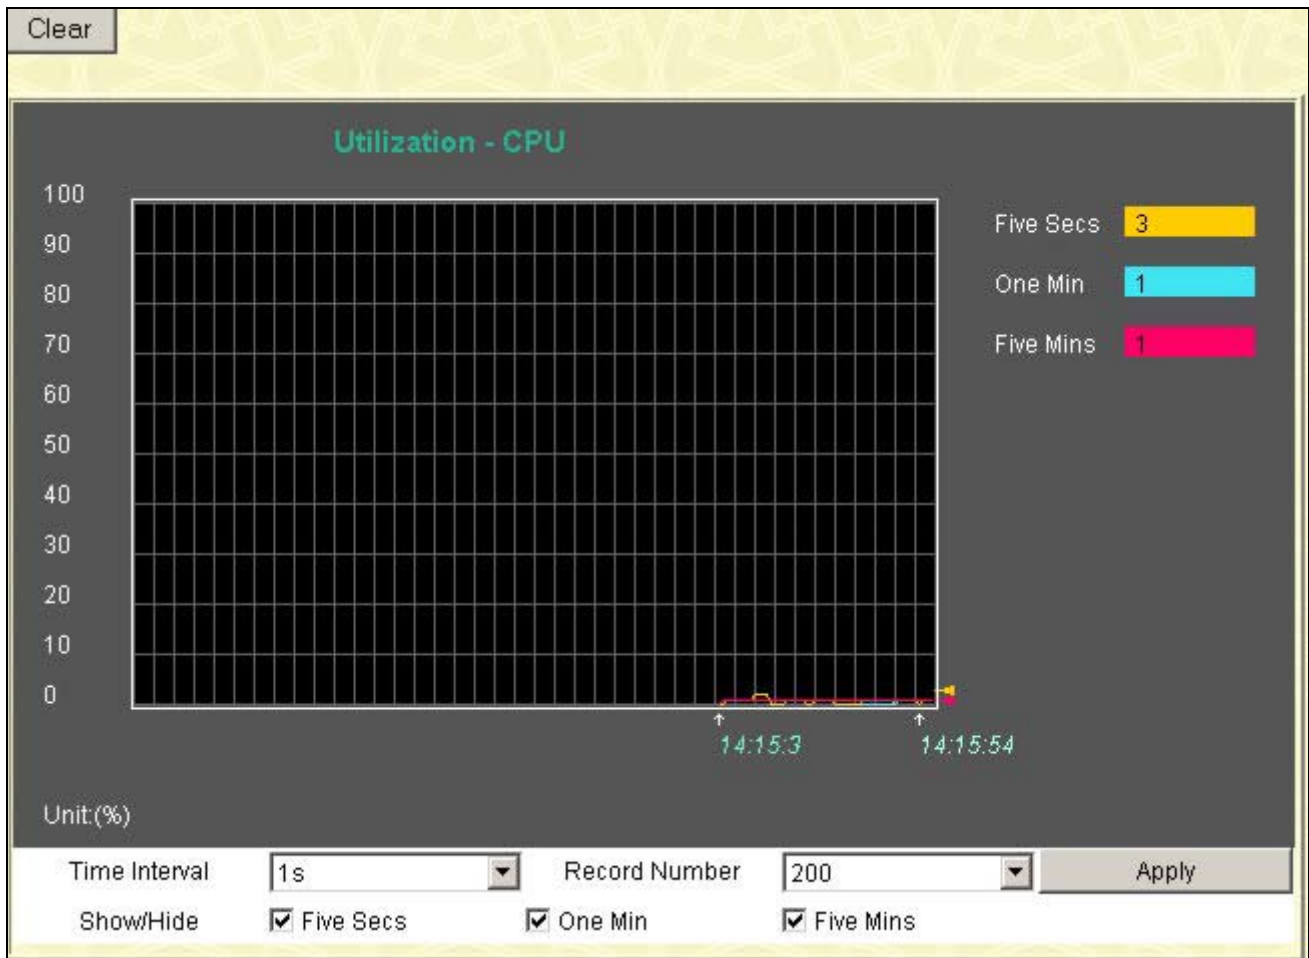 Clear
Utilization - CPU
100
90
80
70
60
50
40
30
20
10
0
Five Secs 3
One Min 1
Five Mins 1
14:15:3 14:15:54
Unit:(%)
Time Interval 1s Record Number 200 Apply
Show/Hide Five Secs One Min Five Mins